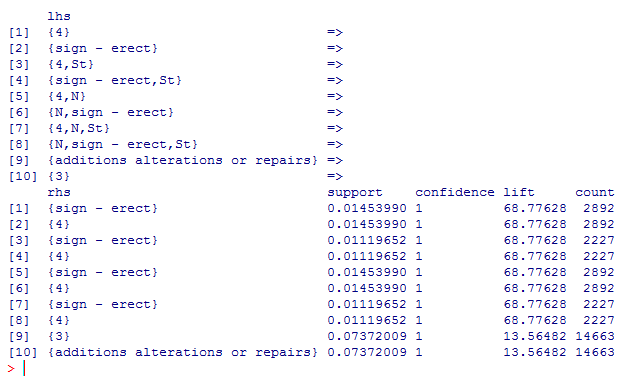 lhs
[1] {4} =>
[2] {sign - erect} =>
[3] {4,St} =>
[4] {sign - erect,St} =>
[5] {4,N} =>
[6] {N,sign - erect} =>
[7] {4,N,St} =>
[8] {N,sign - erect,St} =>
[9] {additions alterations or repairs} =>
[10] {3} =>
rhs support confidence lift count
[1] {sign - erect} 0.01453990 1 68.77628 2892
[2] {4} 0.01453990 1 68.77628 2892
[3] {sign - erect} 0.01119652 1 68.77628 2227
[4] {4} 0.01119652 1 68.77628 2227
[5] {sign - erect} 0.01453990 1 68.77628 2892
[6] {4} 0.01453990 1 68.77628 2892
[7] {sign - erect} 0.01119652 1 68.77628 2227
[8] {4} 0.01119652 1 68.77628 2227
[9] {3} 0.07372009 1 13.56482 14663
[10] {additions alterations or repairs} 0.07372009 1 13.56482 14663
>